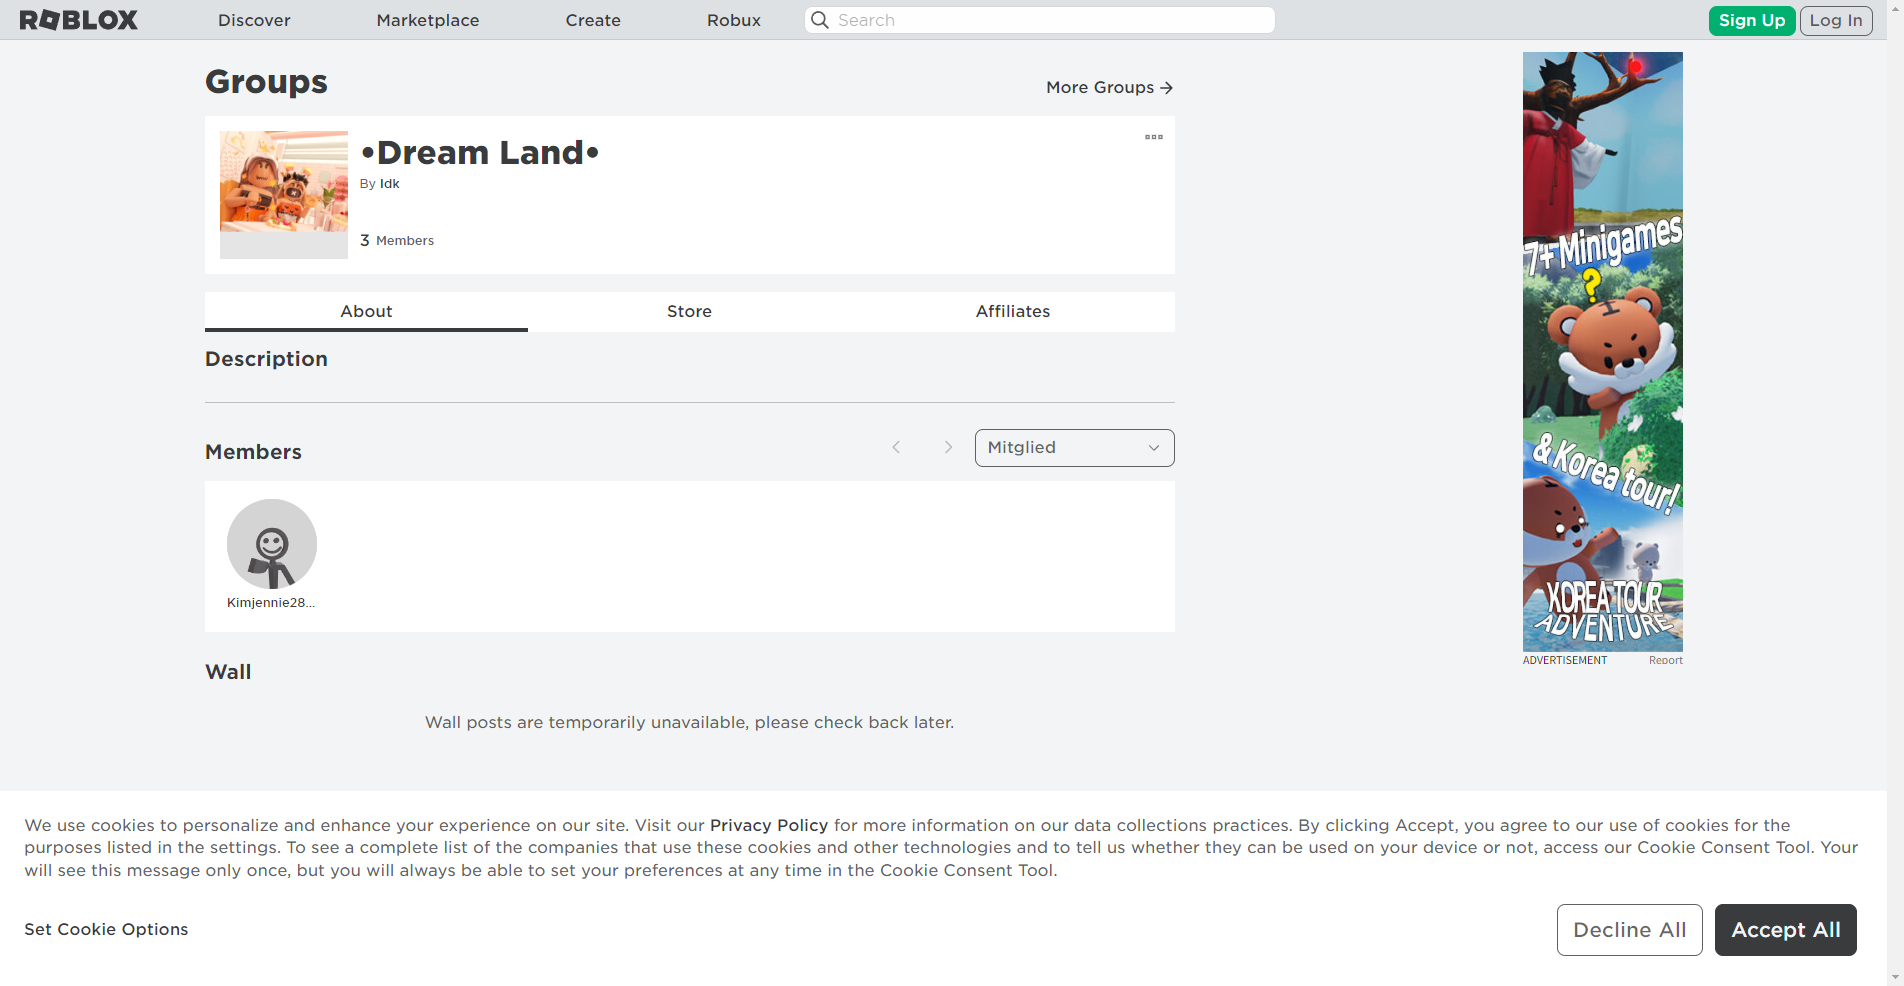 ROBLOX
Discover
Marketplace
Create
Robux
Search
Sign Up
Log In
Groups
More Groups →
•Dream Land•
By Idk
3 Members
About
Store
Affiliates
Description
Members
Mitglied
Kimjennie28...
Wall
Wall posts are temporarily unavailable, please check back later.
7+ Minigames
?
& Korea tour!
KOREA TOUR
ADVENTURE
ADVERTISEMENT
Report
We use cookies to personalize and enhance your experience on our site. Visit our Privacy Policy for more information on our data collections practices. By clicking Accept, you agree to our use of cookies for the
purposes listed in the settings. To see a complete list of the companies that use these cookies and other technologies and to tell us whether they can be used on your device or not, access our Cookie Consent Tool. Your
will see this message only once, but you will always be able to set your preferences at any time in the Cookie Consent Tool.
Set Cookie Options
Decline All
Accept All